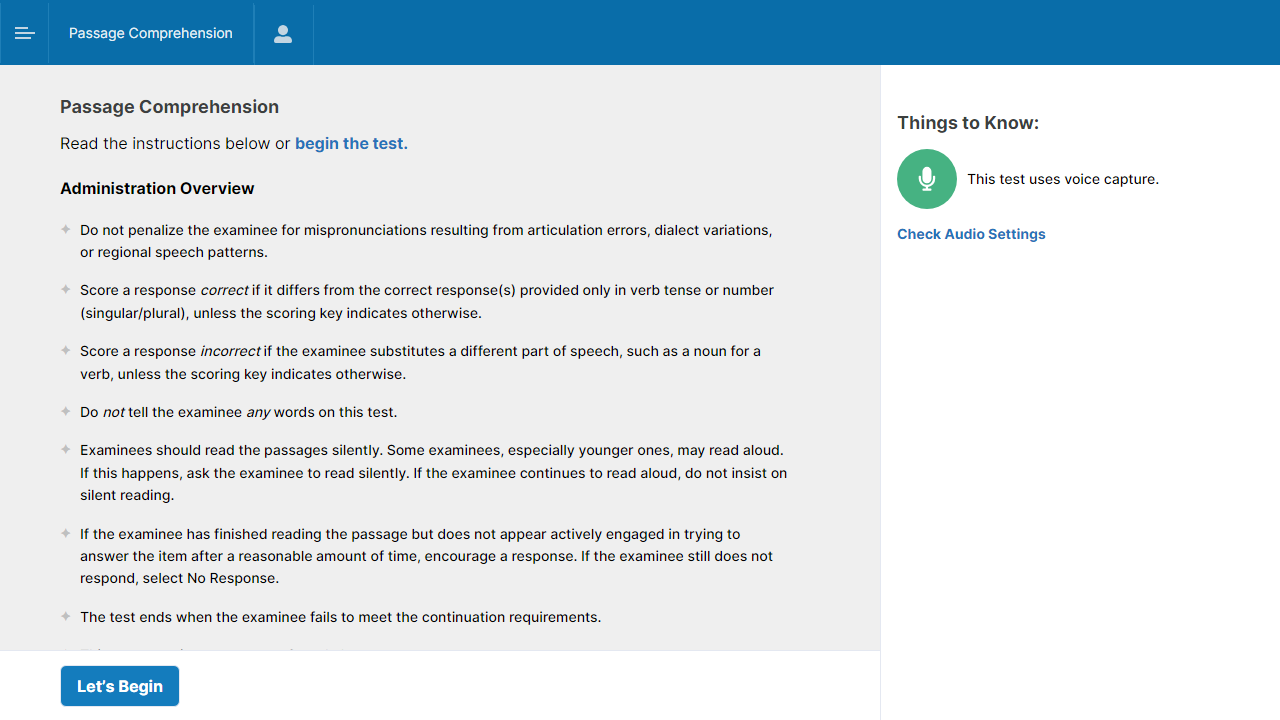 Passage Comprehension
Passage Comprehension
Read the instructions below or begin the test.
Administration Overview
Do not penalize the examinee for mispronunciations resulting from articulation errors, dialect variations,
or regional speech patterns.
Score a response correct if it differs from the correct response(s) provided only in verb tense or number
(singular/plural), unless the scoring key indicates otherwise.
Score a response incorrect if the examinee substitutes a different part of speech, such as a noun for a
verb, unless the scoring key indicates otherwise.
Do not tell the examinee any words on this test.
Examinees should read the passages silently. Some examinees, especially younger ones, may read aloud.
If this happens, ask the examinee to read silently. If the examinee continues to read aloud, do not insist on
silent reading.
If the examinee has finished reading the passage but does not appear actively engaged in trying to
answer the item after a reasonable amount of time, encourage a response. If the examinee still does not
respond, select No Response.
The test ends when the examinee fails to meet the continuation requirements.
Let's Begin
Things to Know:
This test uses voice capture.
Check Audio Settings